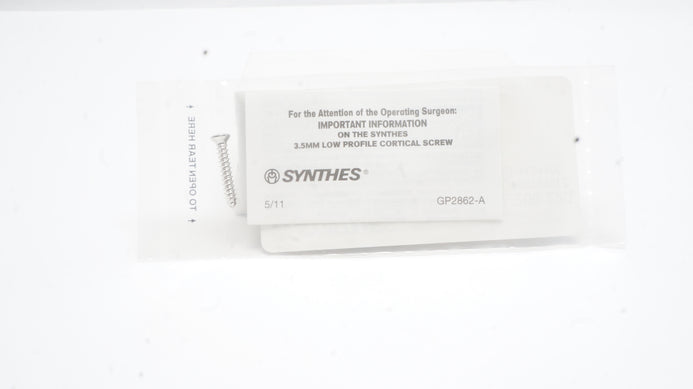 TO OPEN TEAR HERE
For the Attention of the Operating Surgeon:
IMPORTANT INFORMATION
ON THE SYNTHES
3.5MM LOW PROFILE CORTICAL SCREW
SYNTHES®
5/11
GP2862-A